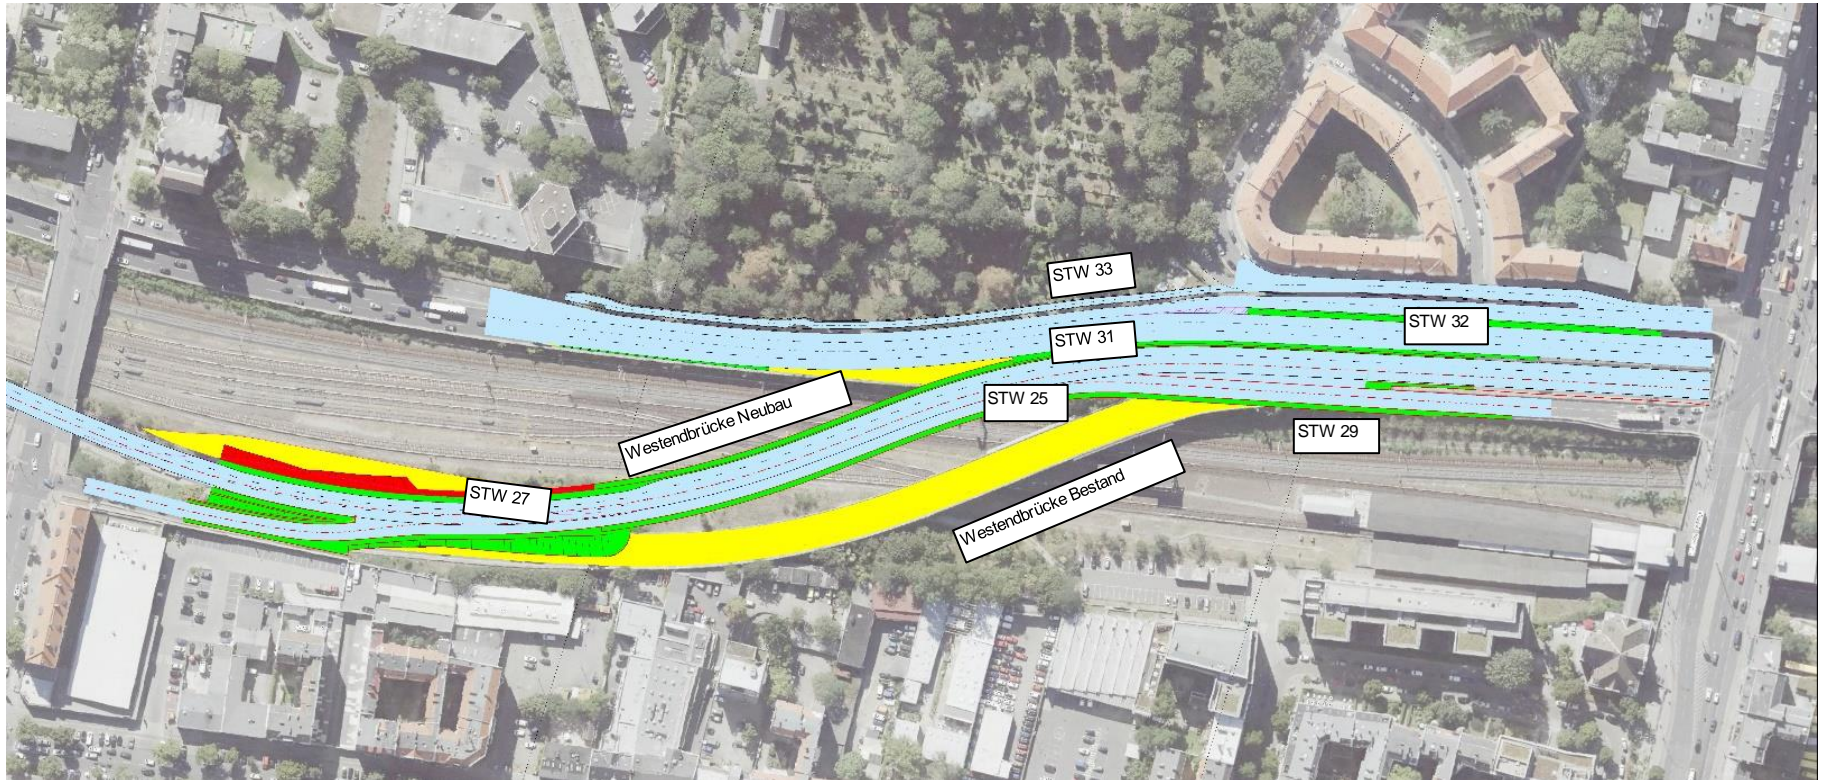 STW 33
STW 32
STW 31
Westendbrücke Neubau
STW 25
STW 29
STW 27
Westendbrücke Bestand